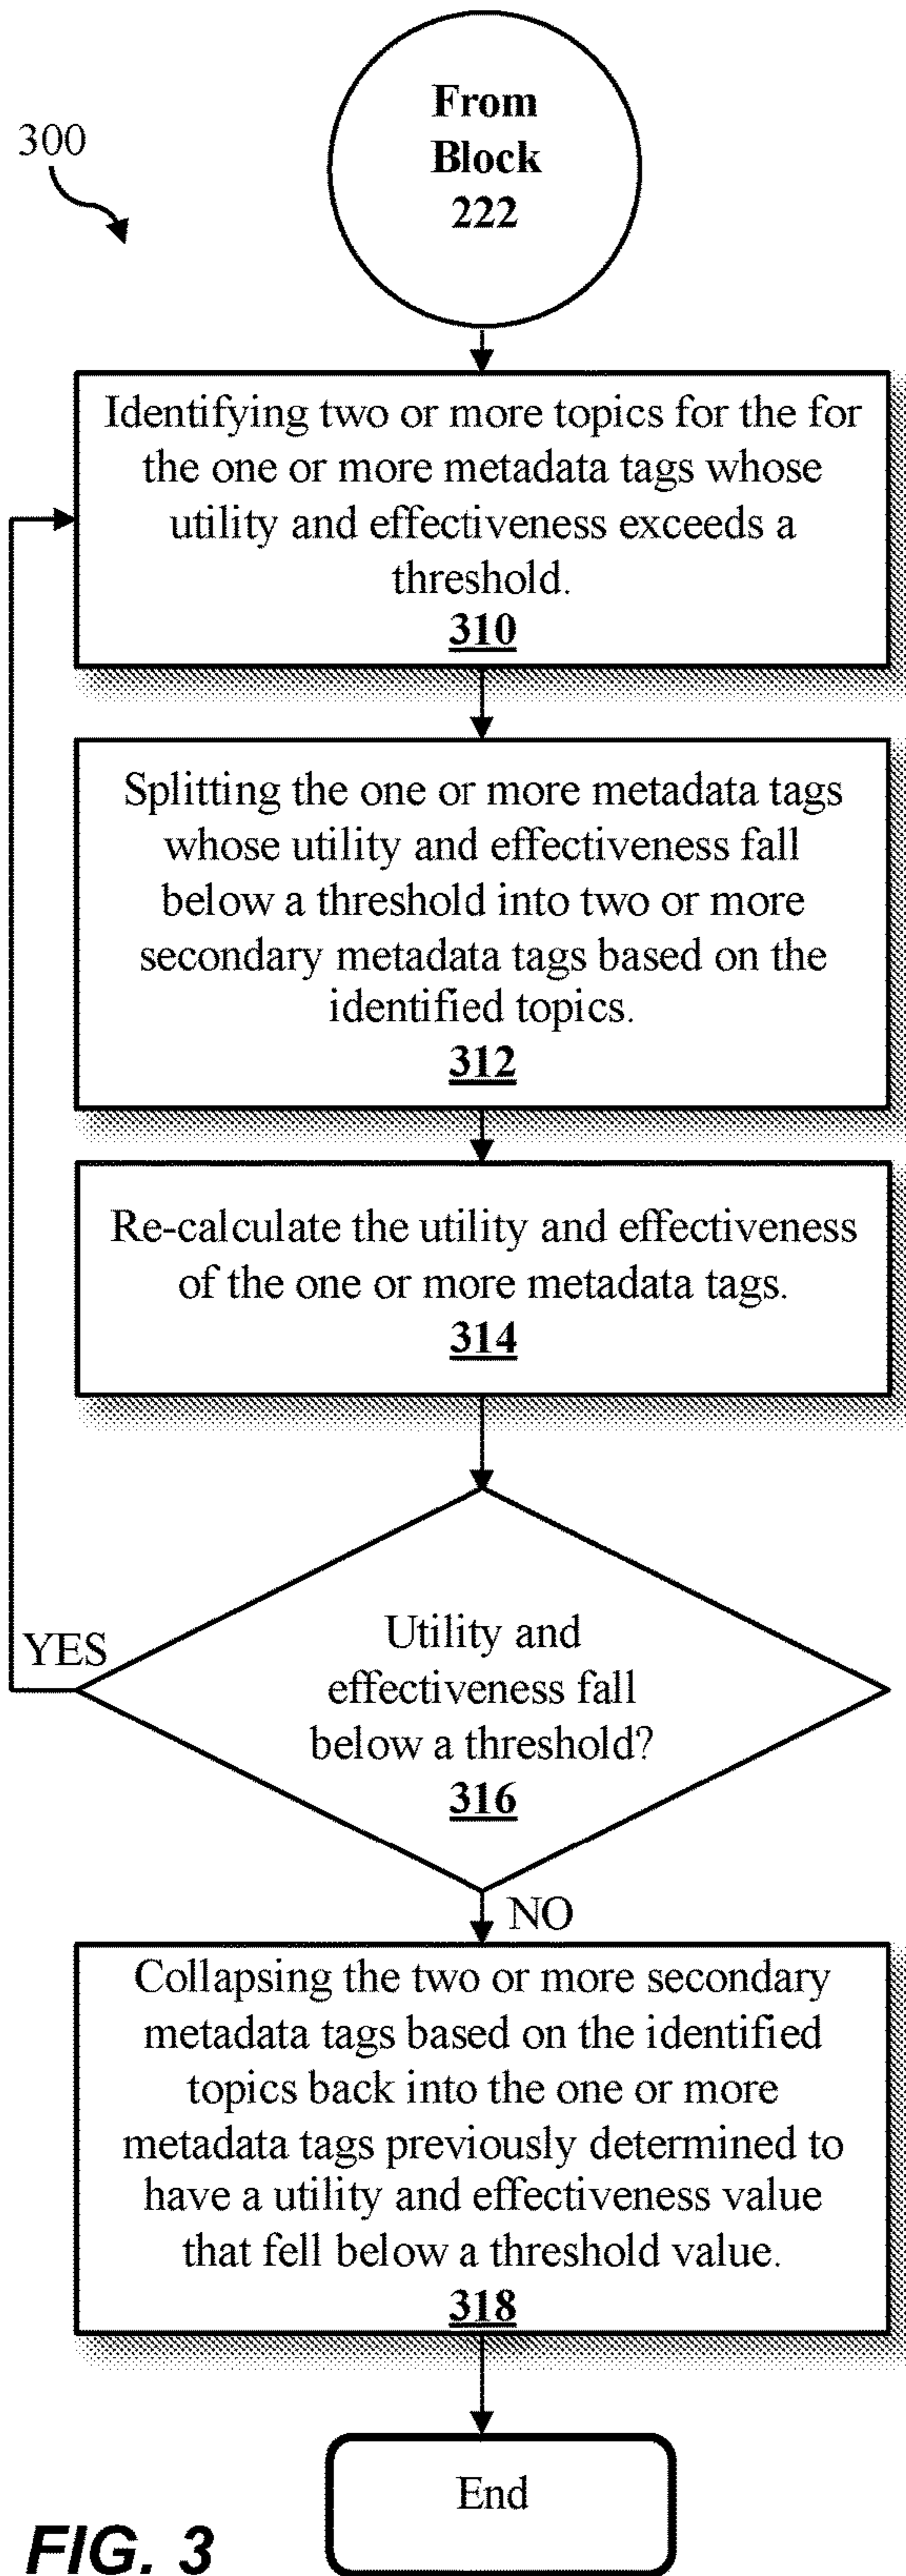 From
Block
222
300
Identifying two or more topics for the for
the one or more metadata tags whose
utility and effectiveness exceeds a
threshold.
310
Splitting the one or more metadata tags
whose utility and effectiveness fall
below a threshold into two or more
secondary metadata tags based on the
identified topics.
312
Re-calculate the utility and effectiveness
of the one or more metadata tags.
314
YES
Utility and
effectiveness fall
below a threshold?
316
NO
Collapsing the two or more secondary
metadata tags based on the identified
topics back into the one or more
metadata tags previously determined to
have a utility and effectiveness value
that fell below a threshold value.
318
End
FIG. 3